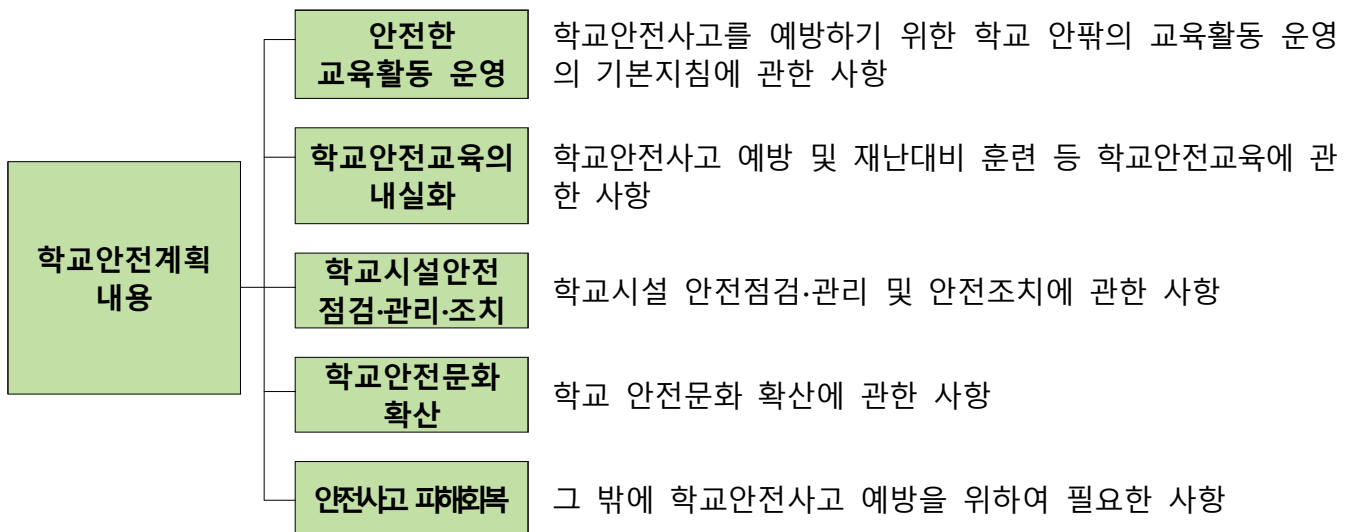 학교안전계획
내용
안전한
교육활동 운영
학교안전사고를 예방하기 위한 학교 안팎의 교육활동 운영
의 기본지침에 관한 사항
학교안전교육의
내실화
학교안전사고 예방 및 재난대비 훈련 등 학교안전교육에 관
한 사항
학교시설안전
점검·관리·조치
학교시설 안전점검·관리 및 안전조치에 관한 사항
학교안전문화
확산
학교 안전문화 확산에 관한 사항
안전사고 피해회복
그 밖에 학교안전사고 예방을 위하여 필요한 사항